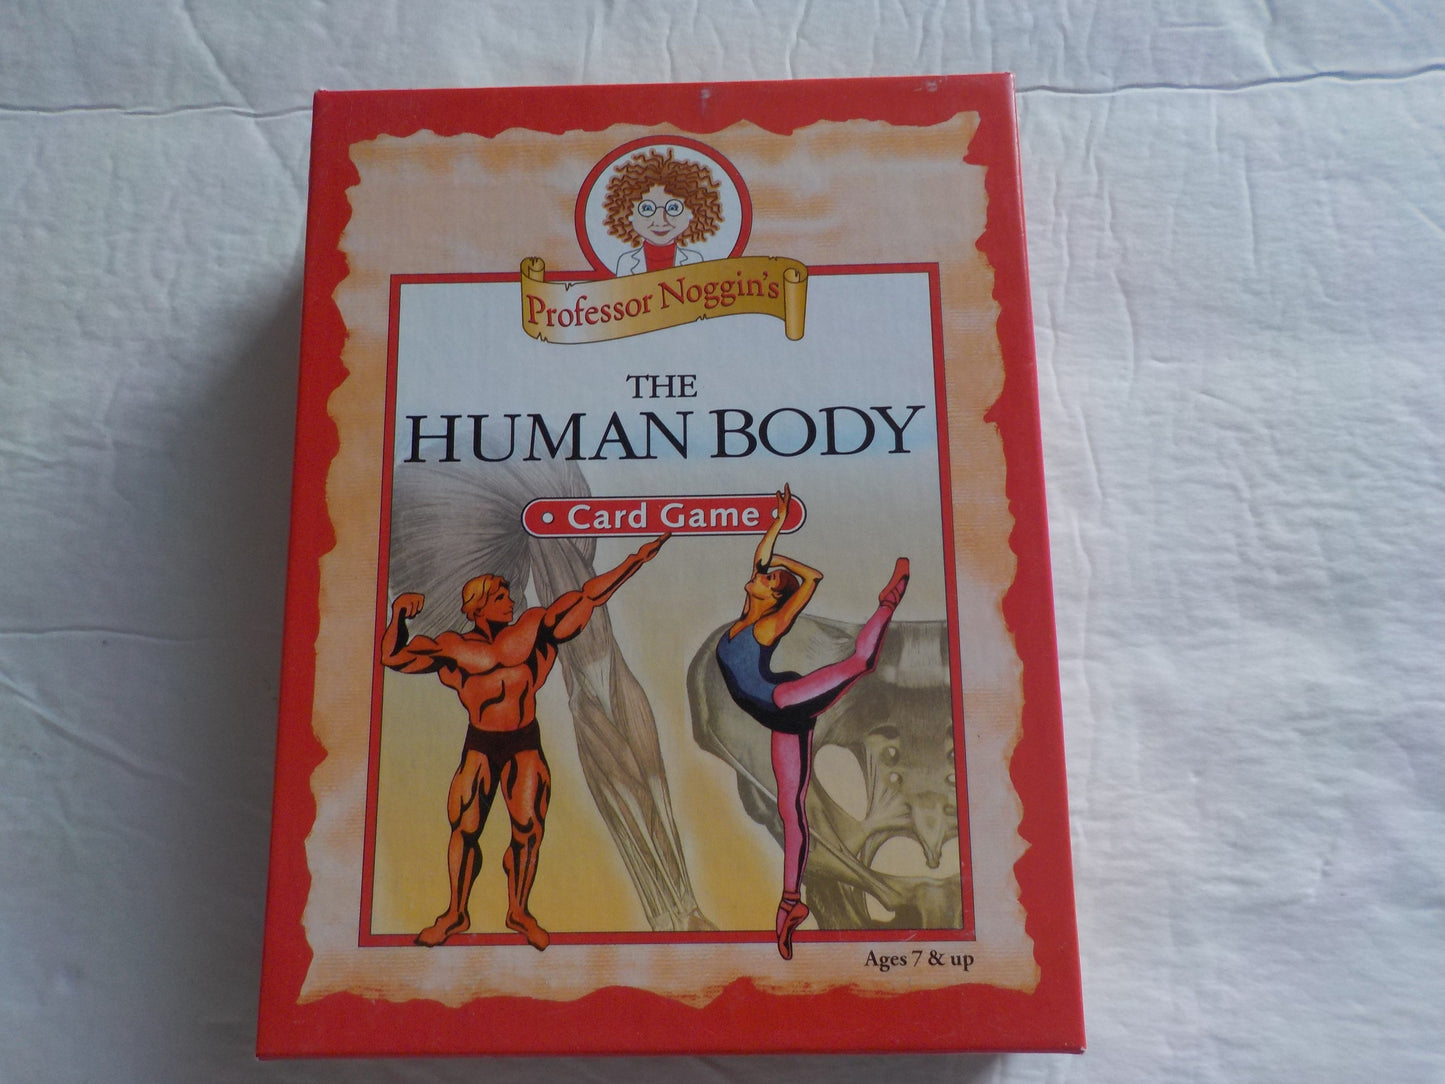 Professor Noggin's
THE
HUMAN BODY
• Card Game •
Ages 7 & up